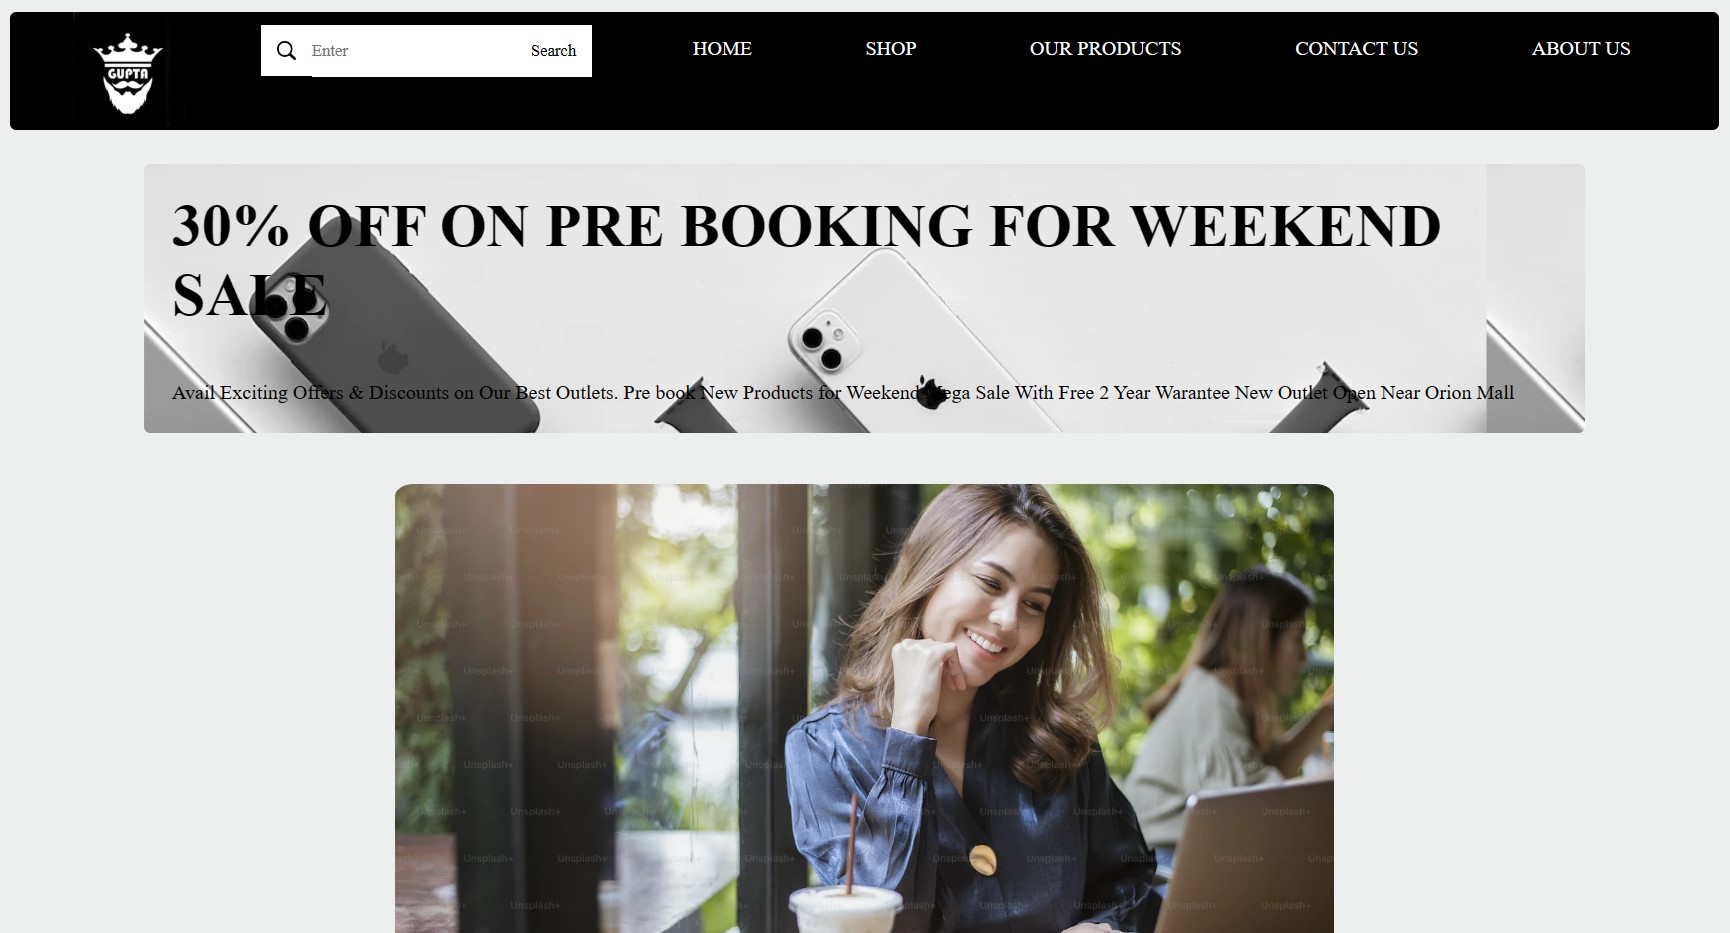 GUPTA
Enter
Search
HOME
SHOP
OUR PRODUCTS
CONTACT US
ABOUT US
30% OFF ON PRE BOOKING FOR WEEKEND
SALE
Avail Exciting Offers & Discounts on Our Best Outlets. Pre book New Products for Weekend Mega Sale With Free 2 Year Warantee New Outlet Open Near Orion Mall
Unsplash+